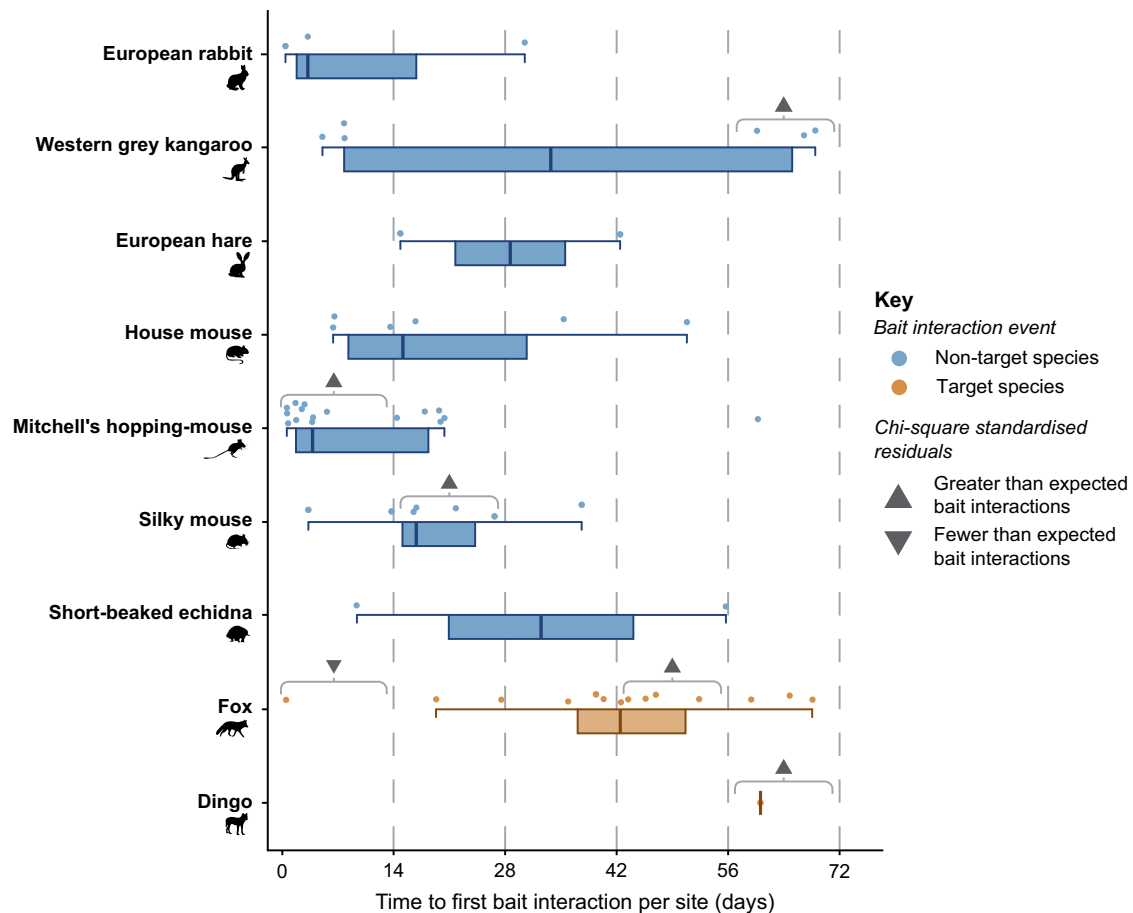 European rabbit
Western grey kangaroo
European hare
House mouse
Mitchell's hopping-mouse
Silky mouse
Short-beaked echidna
Fox
Dingo
0 14 28 42 56 72
Time to first bait interaction per site (days)
Key
Bait interaction event
Non-target species
Target species
Chi-square standardised
residuals
Greater than expected
bait interactions
Fewer than expected
bait interactions